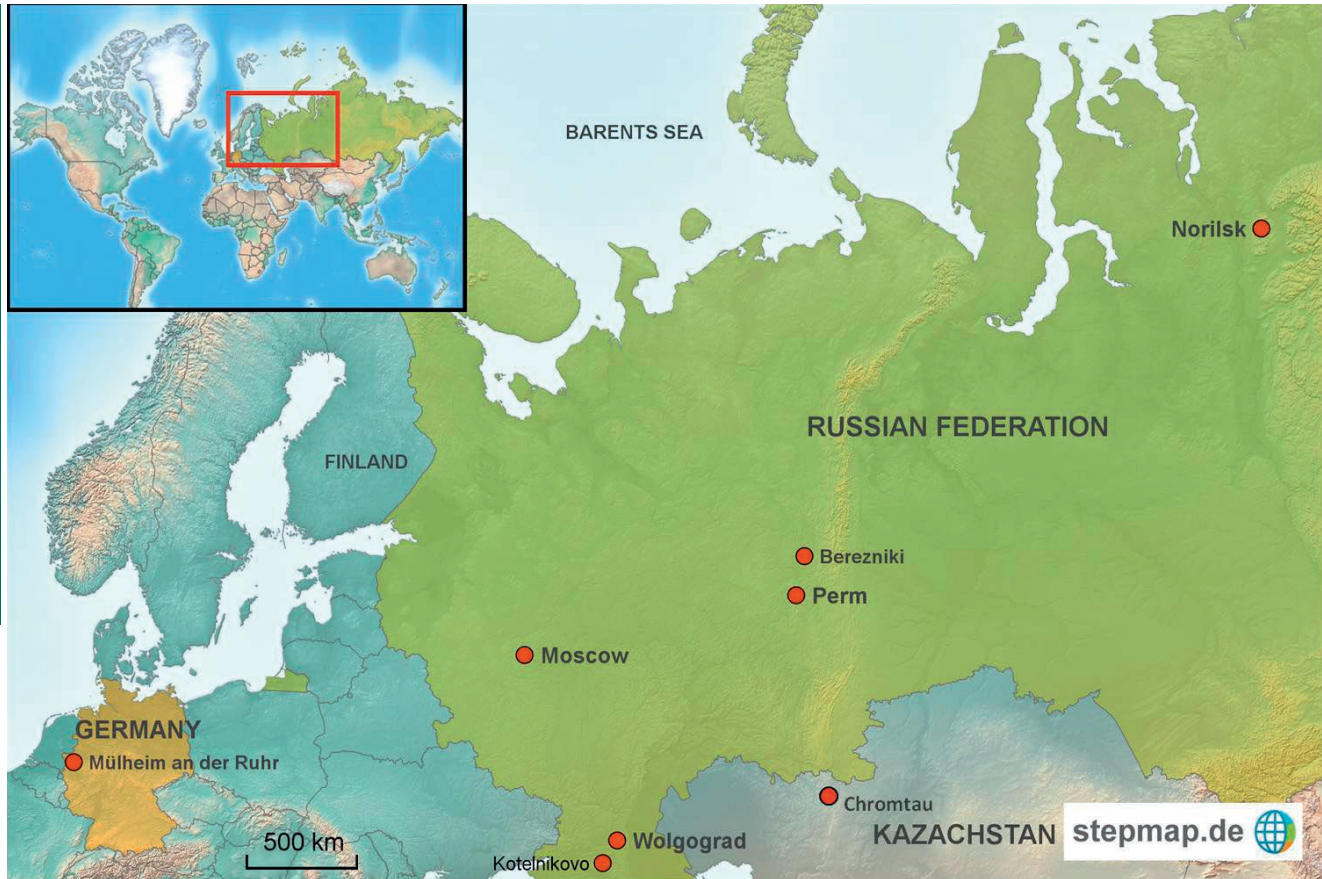 BARENTS SEA
Norilsk
RUSSIAN FEDERATION
FINLAND
Berezniki
Perm
Moscow
GERMANY
Mülheim an der Ruhr
Chromtau
KAZACHSTAN
stepmap.de
500 km
Wolgograd
Kotelnikovo